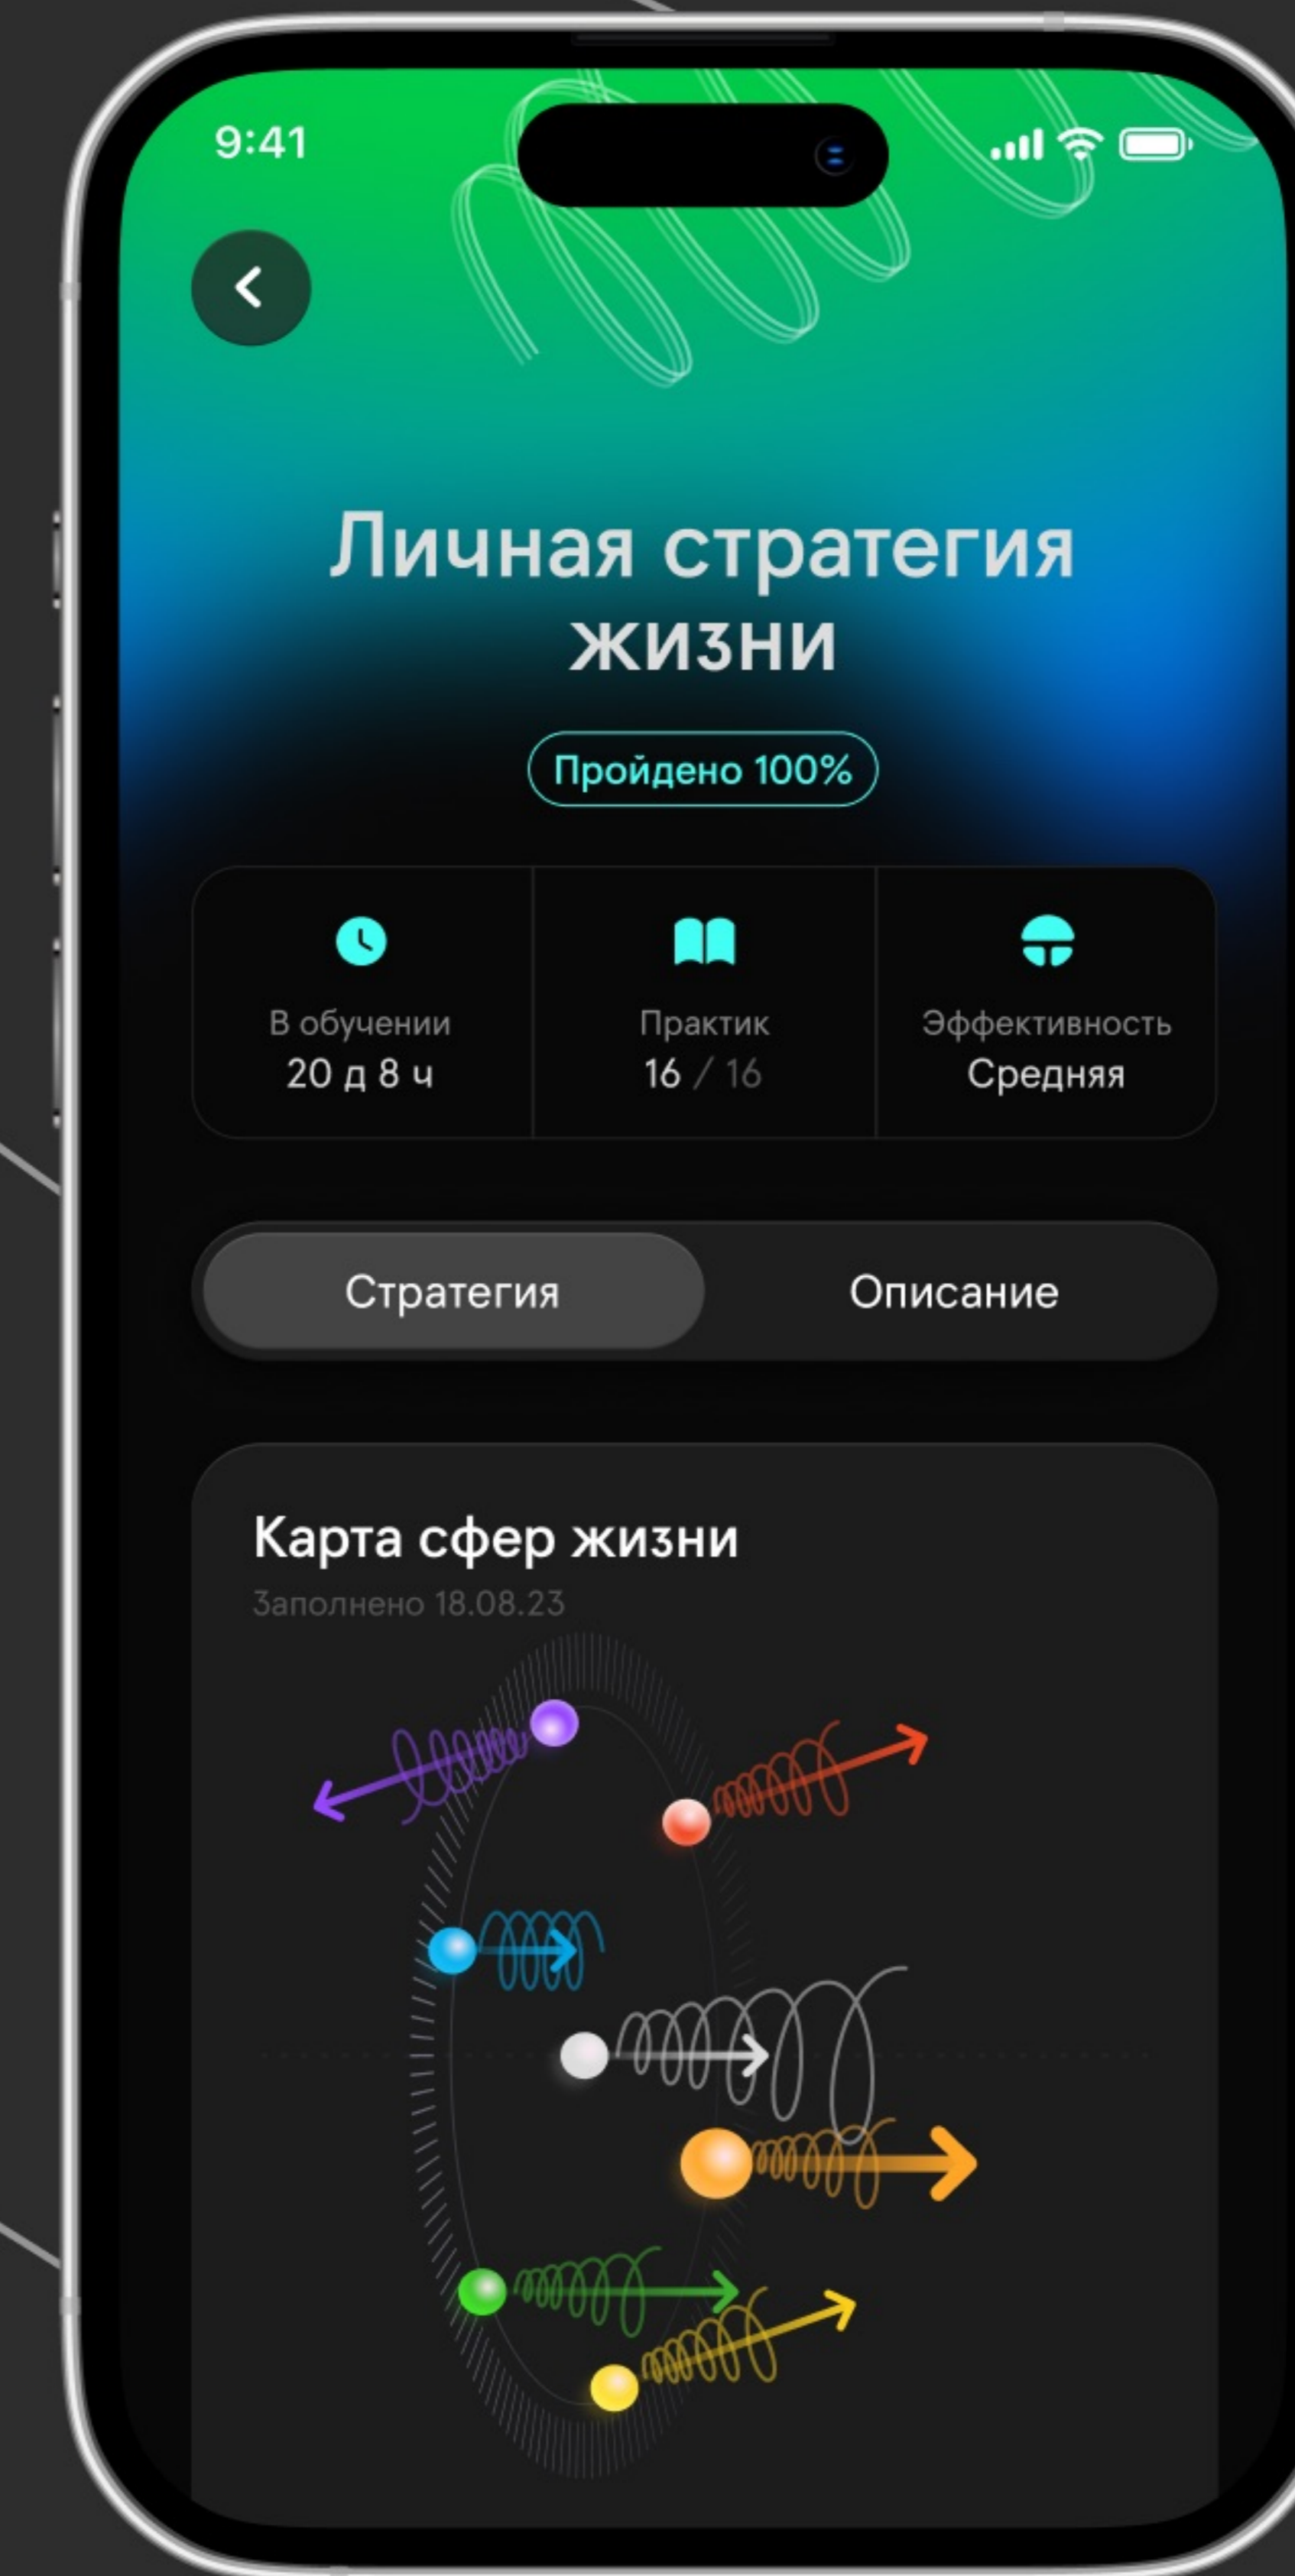 9:41
Личная стратегия
жизни
Пройдено 100%
В обучении
20 д 8 ч
Практик
16 / 16
Эффективность
Средняя
Стратегия
Описание
Карта сфер жизни
Заполнено 18.08.23